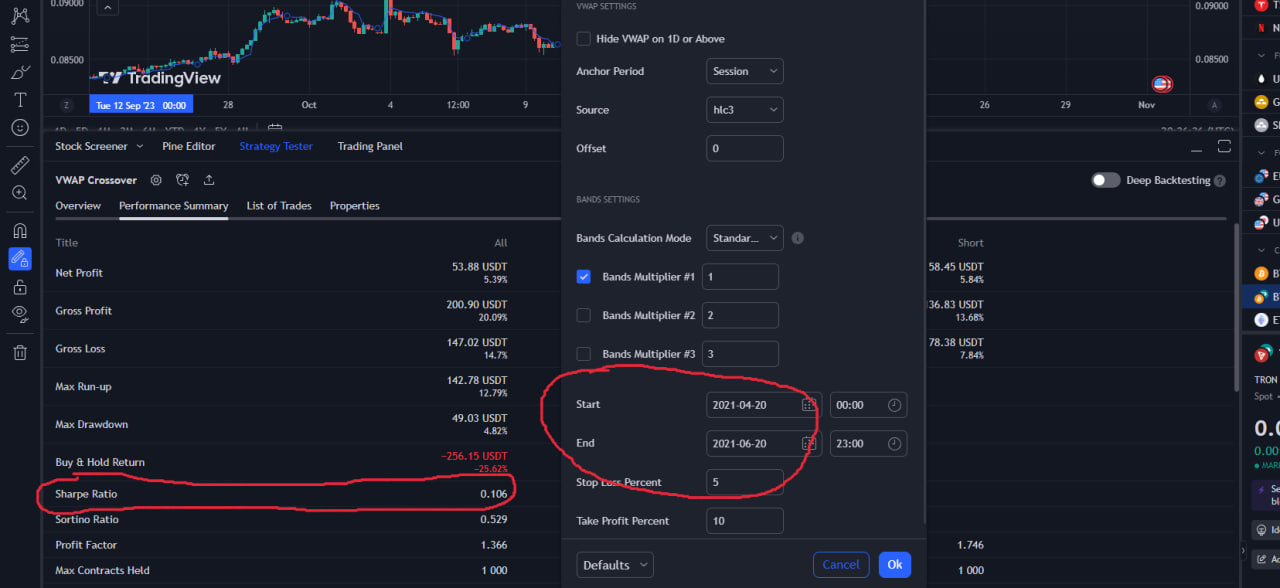 0.09000
VWAP SETTINGS
0.09000
Hide VWAP on 1D or Above
Anchor Period Session
0.08500
0.08500
TradingView
Source hlc3
Z Tue 12 Sep '23 00:00 28 Oct 4 12:00 9 26 29 Nov A
Offset 0
Stock Screener Pine Editor Strategy Tester Trading Panel
VWAP Crossover
Deep Backtesting
Overview Performance Summary List of Trades Properties
BANDS SETTINGS
Bands Calculation Mode Standar...
Title All Short
Net Profit 53.88 USDT 58.45 USDT
5.39% 5.84%
Bands Multiplier #1 1
Gross Profit 200.90 USDT 36.83 USDT
20.09% 13.68%
Bands Multiplier #2 2
Gross Loss 147.02 USDT 78.38 USDT
14.7% 7.84%
Bands Multiplier #3 3
Max Run-up 142.78 USDT
12.79%
Start 2021-04-20 00:00
Max Drawdown 49.03 USDT
4.82%
End 2021-06-20 23:00
Buy & Hold Return −256.15 USDT
−25.62%
Stop Loss Percent 5
Sharpe Ratio 0.106
Sortino Ratio 0.529
Take Profit Percent 10
Profit Factor 1.366 1.746
Max Contracts Held 1 000 1 000
Defaults Cancel Ok
TRON
Spot